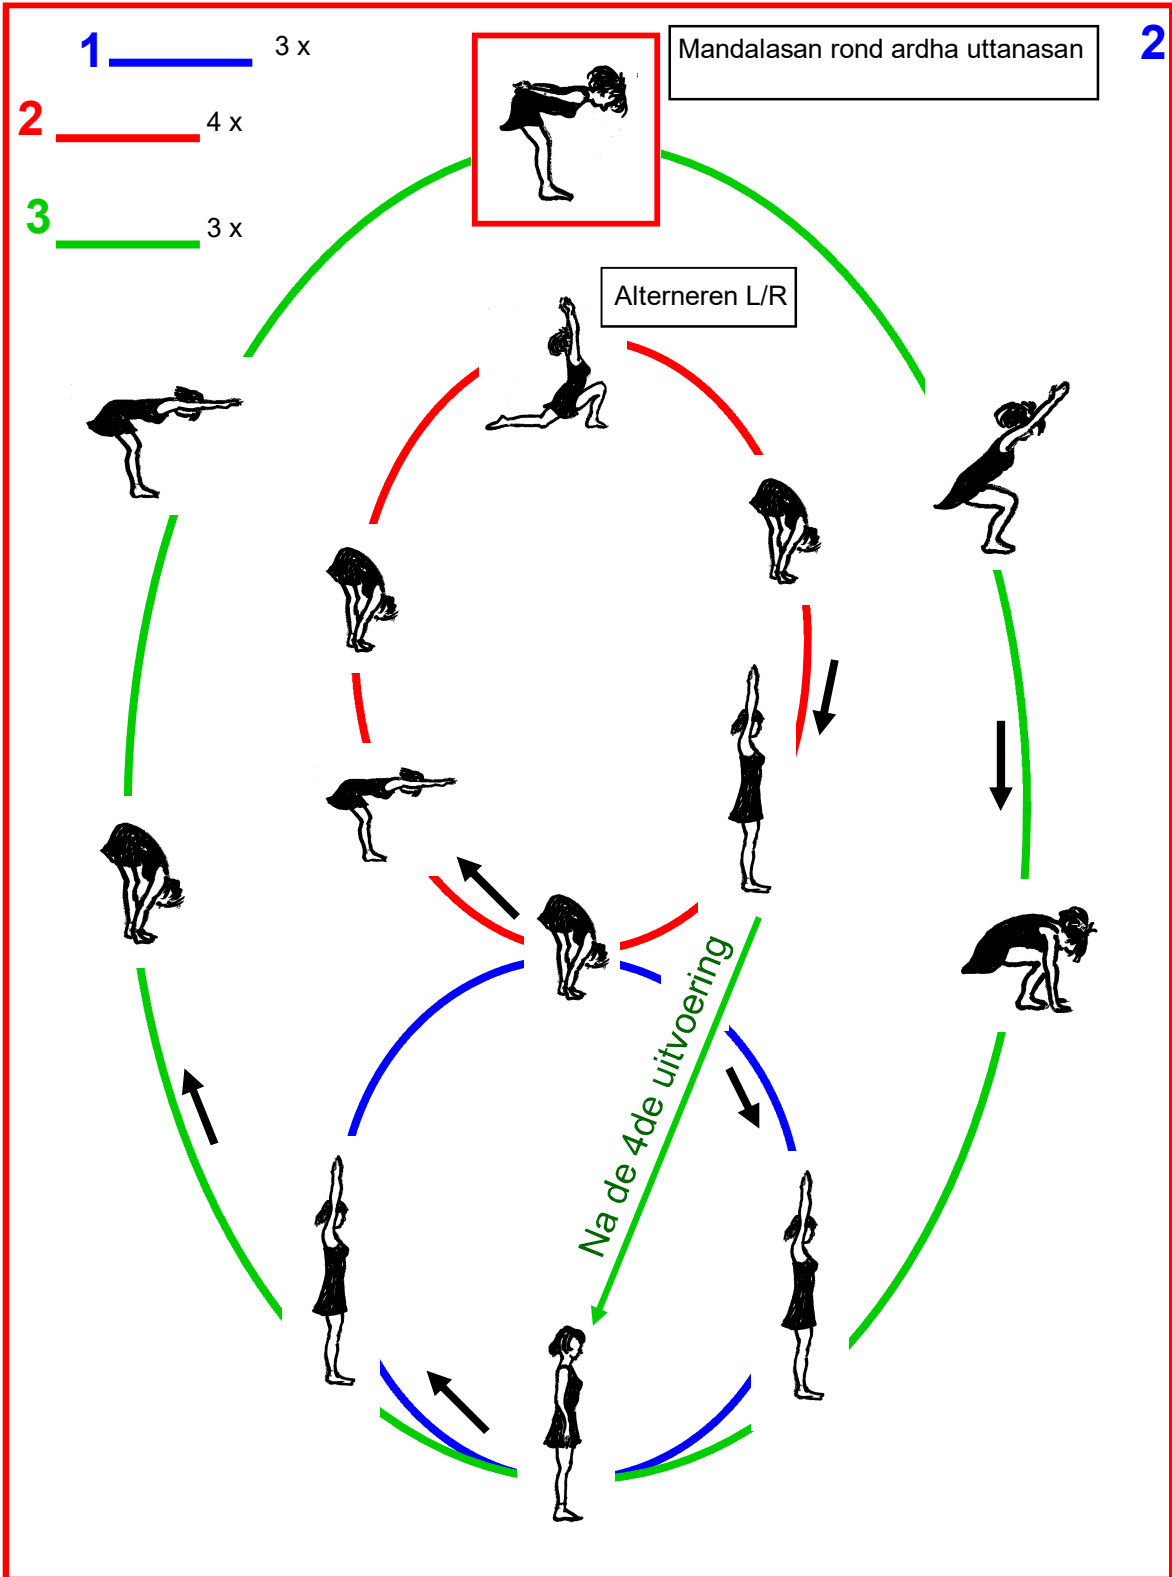 1 3 x
Mandalasan rond ardha uttanasan
2
2 4 x
3 3 x
Alterneren L/R
Na de 4de uitvoering